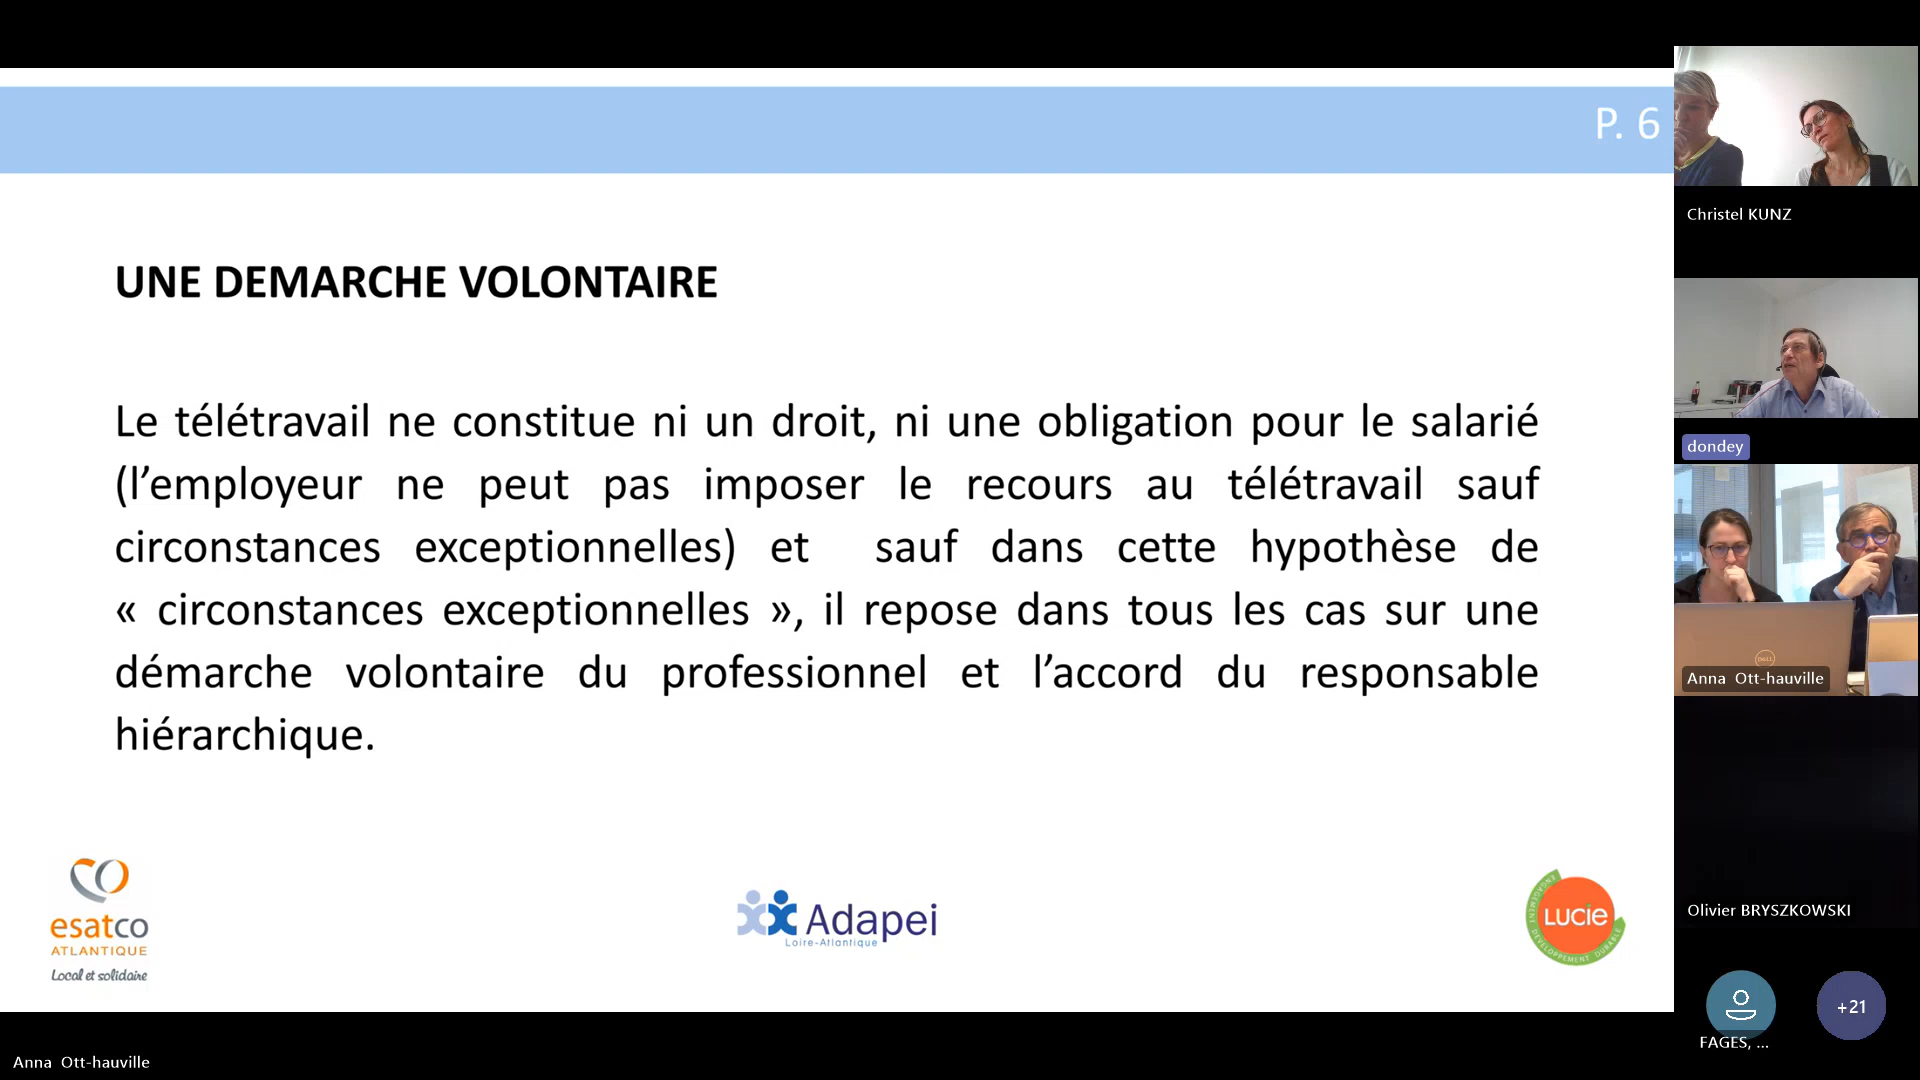 P. 6
UNE DEMARCHE VOLONTAIRE
Le télétravail ne constitue ni un droit, ni une obligation pour le salarié
(l’employeur ne peut pas imposer le recours au télétravail sauf
circonstances exceptionnelles) et sauf dans cette hypothèse de
« circonstances exceptionnelles », il repose dans tous les cas sur une
démarche volontaire du professionnel et l’accord du responsable
hiérarchique.
esatco
ATLANTIQUE
Local et solidaire
Adapei
Loire-Atlantique
LUCIE
ENGAGEMENT
DÉVELOPPEMENT DURABLE
Christel KUNZ
dondey
DELL
Anna Ott-hauville
Olivier BRYSZKOWSKI
FAGES, ...
+21
Anna Ott-hauville